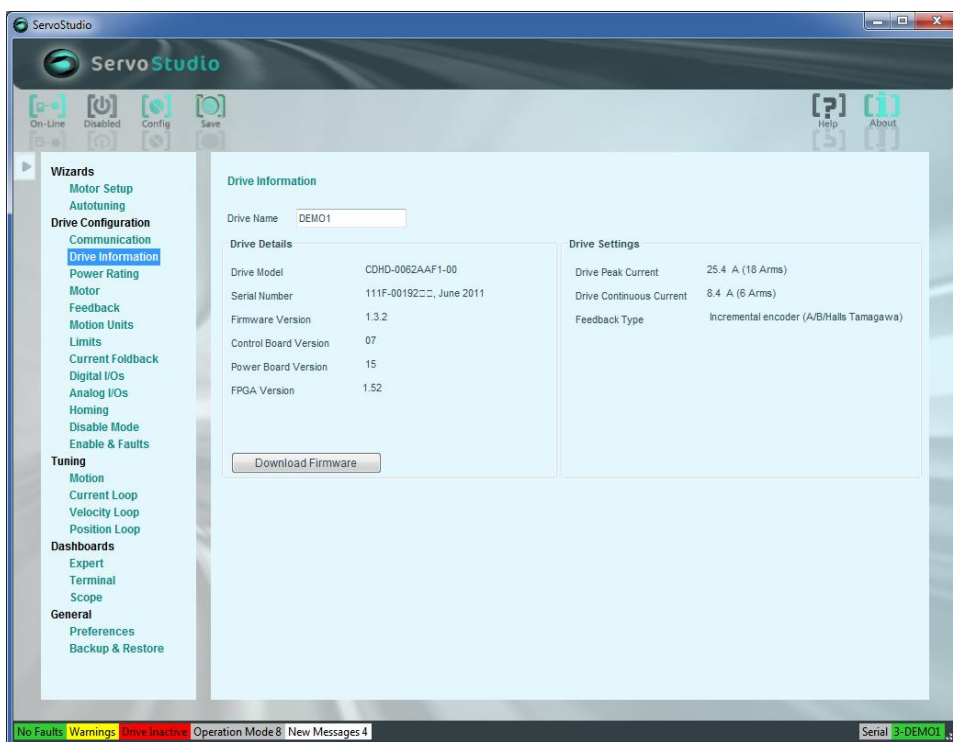 ServoStudio
ServoStudio
On-Line
Disabled
Config
Save
[?]
Help
[i]
About
Wizards
Motor Setup
Autotuning
Drive Configuration
Communication
Drive Information
Power Rating
Motor
Feedback
Motion Units
Limits
Current Foldback
Digital I/Os
Analog I/Os
Homing
Disable Mode
Enable & Faults
Tuning
Motion
Current Loop
Velocity Loop
Position Loop
Dashboards
Expert
Terminal
Scope
General
Preferences
Backup & Restore
Drive Information
Drive Name DEMO1
Drive Details
Drive Model CDHD-0062AAF1-00
Serial Number 111F-00192□□, June 2011
Firmware Version 1.3.2
Control Board Version 07
Power Board Version 15
FPGA Version 1.52
Download Firmware
Drive Settings
Drive Peak Current 25.4 A (18 Arms)
Drive Continuous Current 8.4 A (6 Arms)
Feedback Type Incremental encoder (A/B/Halls Tamagawa)
No Faults Warnings Drive Inactive Operation Mode 8 New Messages 4 Serial 3-DEMO1